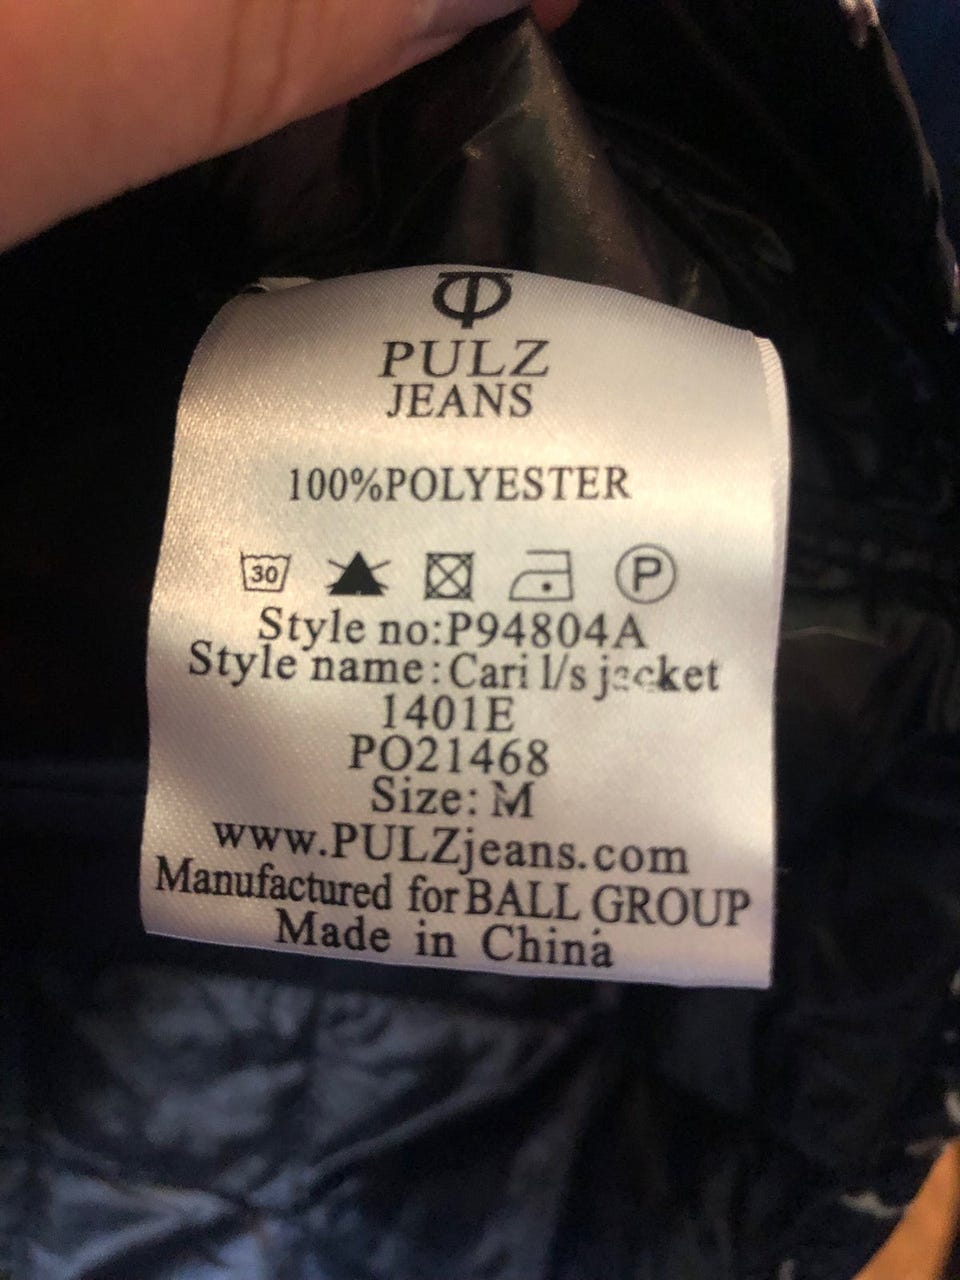 PULZ
JEANS
100%POLYESTER
30 P
Style no:P94804A
Style name:Cari l/s jacket
1401E
PO21468
Size: M
www.PULZjeans.com
Manufactured for BALL GROUP
Made in China